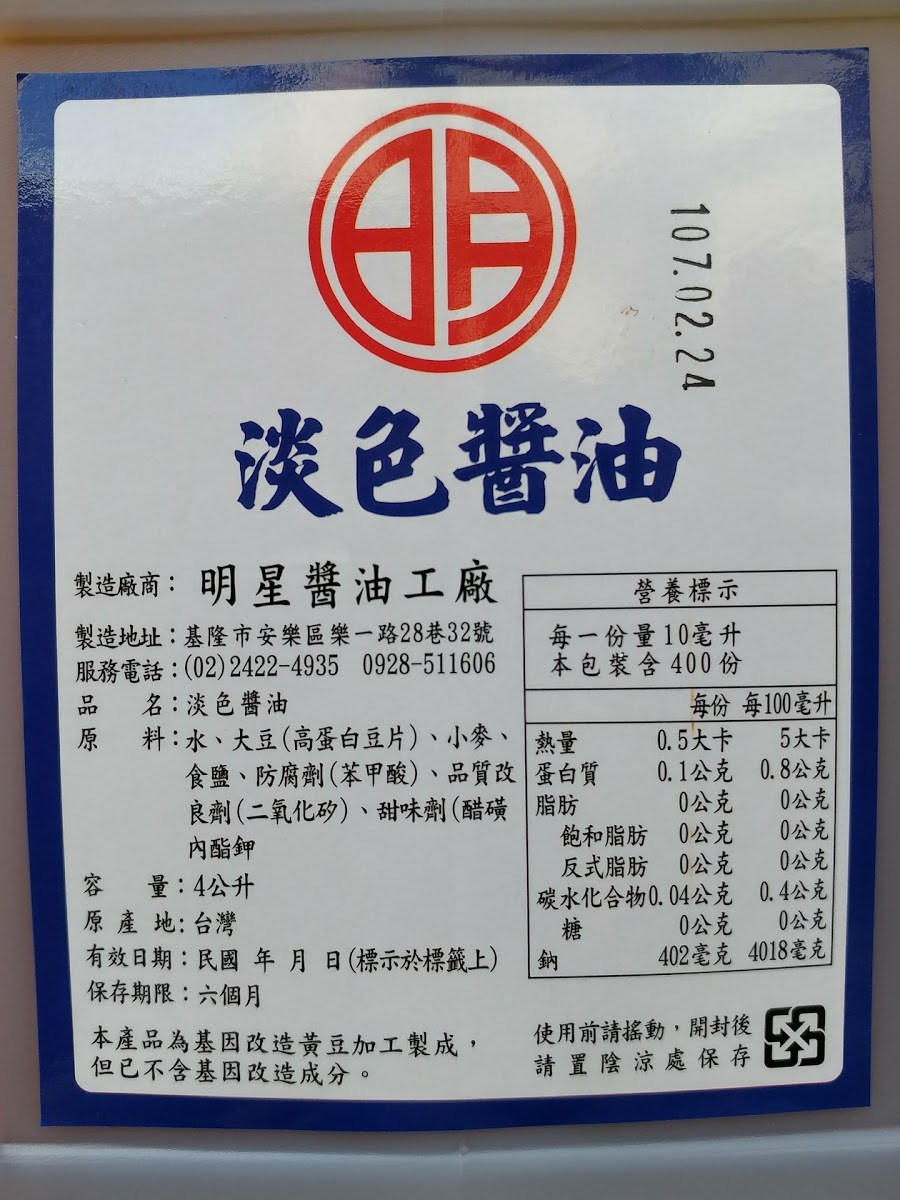 明
107.02.24
淡色醬油
製造廠商：明星醬油工廠
製造地址：基隆市安樂區樂一路28巷32號
服務電話：(02)2422-4935 0928-511606
品 名：淡色醬油
原 料：水、大豆(高蛋白豆片)、小麥、
食鹽、防腐劑(苯甲酸)、品質改
良劑(二氧化矽)、甜味劑(醋磺
內酯鉀
容 量：4公升
原 產 地：台灣
有效日期：民國 年 月 日(標示於標籤上)
保存期限：六個月
本產品為基因改造黃豆加工製成，
但已不含基因改造成分。
營養標示
每一份量10毫升
本包裝含400份
每份 每100毫升
熱量 0.5大卡 5大卡
蛋白質 0.1公克 0.8公克
脂肪 0公克 0公克
飽和脂肪 0公克 0公克
反式脂肪 0公克 0公克
碳水化合物 0.04公克 0.4公克
糖 0公克 0公克
鈉 402毫克 4018毫克
使用前請搖動，開封後
請置陰涼處保存